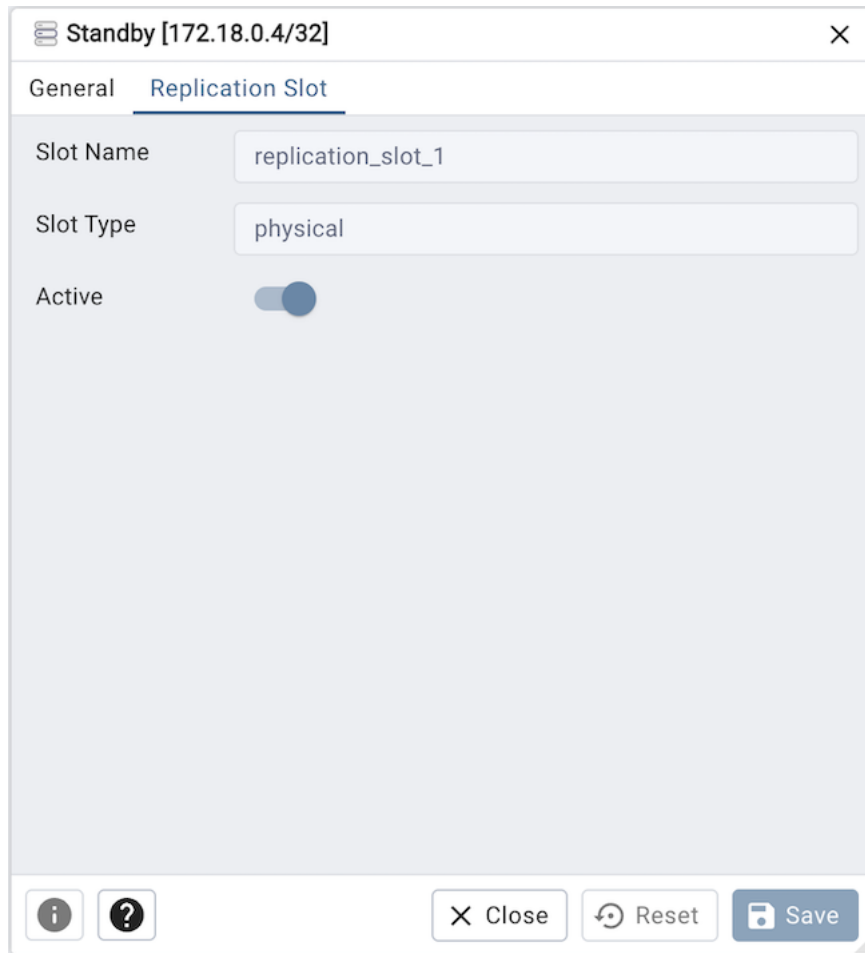 Standby [172.18.0.4/32]
General Replication Slot
Slot Name replication_slot_1
Slot Type physical
Active
Close Reset Save